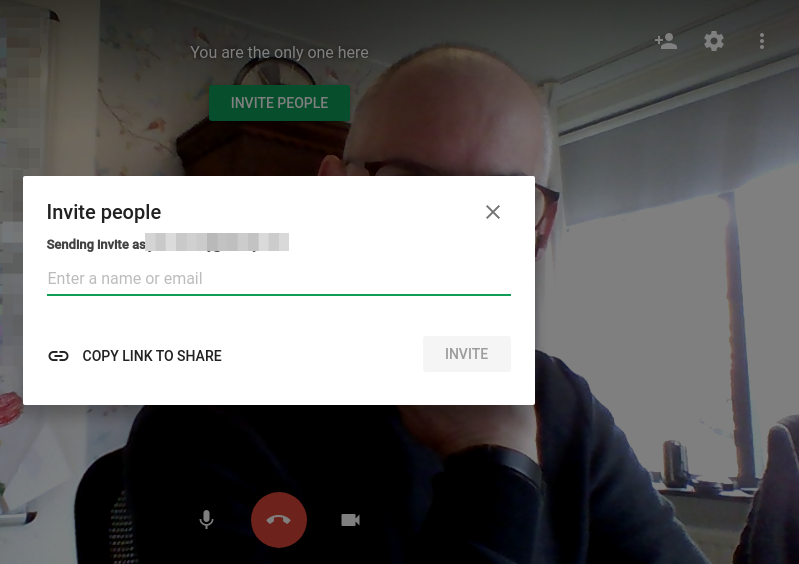 You are the only one here
INVITE PEOPLE
Invite people
Sending invite as
Enter a name or email
COPY LINK TO SHARE
INVITE